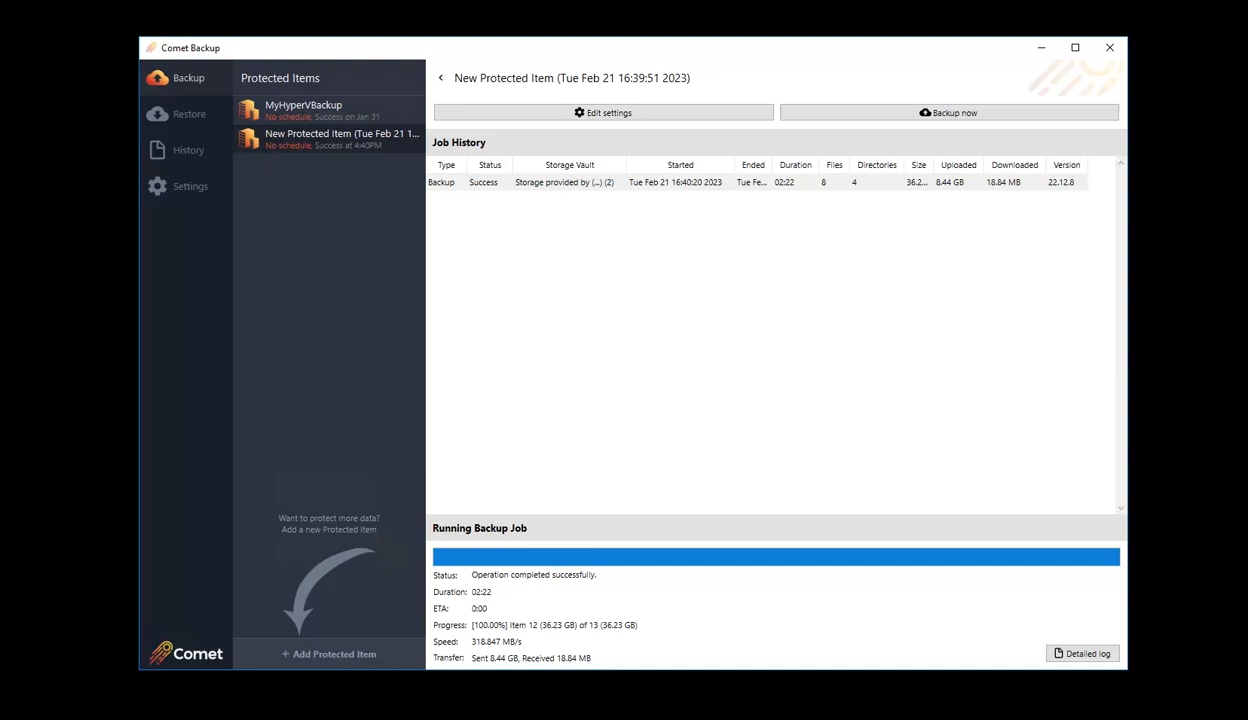 Comet Backup
Backup
Restore
History
Settings
Comet
Protected Items
MyHyperVBackup
No schedule, Success on Jan 31
New Protected Item (Tue Feb 21 1...
No schedule, Success at 4:40PM
Want to protect more data?
Add a new Protected Item
+ Add Protected Item
New Protected Item (Tue Feb 21 16:39:51 2023)
Edit settings
Backup now
Job History
Type Status Storage Vault Started Ended Duration Files Directories Size Uploaded Downloaded Version
Backup Success Storage provided by (...) (2) Tue Feb 21 16:40:20 2023 Tue Fe... 02:22 8 4 36.2... 8.44 GB 18.84 MB 22.12.8
Running Backup Job
Status: Operation completed successfully.
Duration: 02:22
ETA: 0:00
Progress: [100.00%] Item 12 (36.23 GB) of 13 (36.23 GB)
Speed: 318.847 MB/s
Transfer: Sent 8.44 GB, Received 18.84 MB
Detailed log